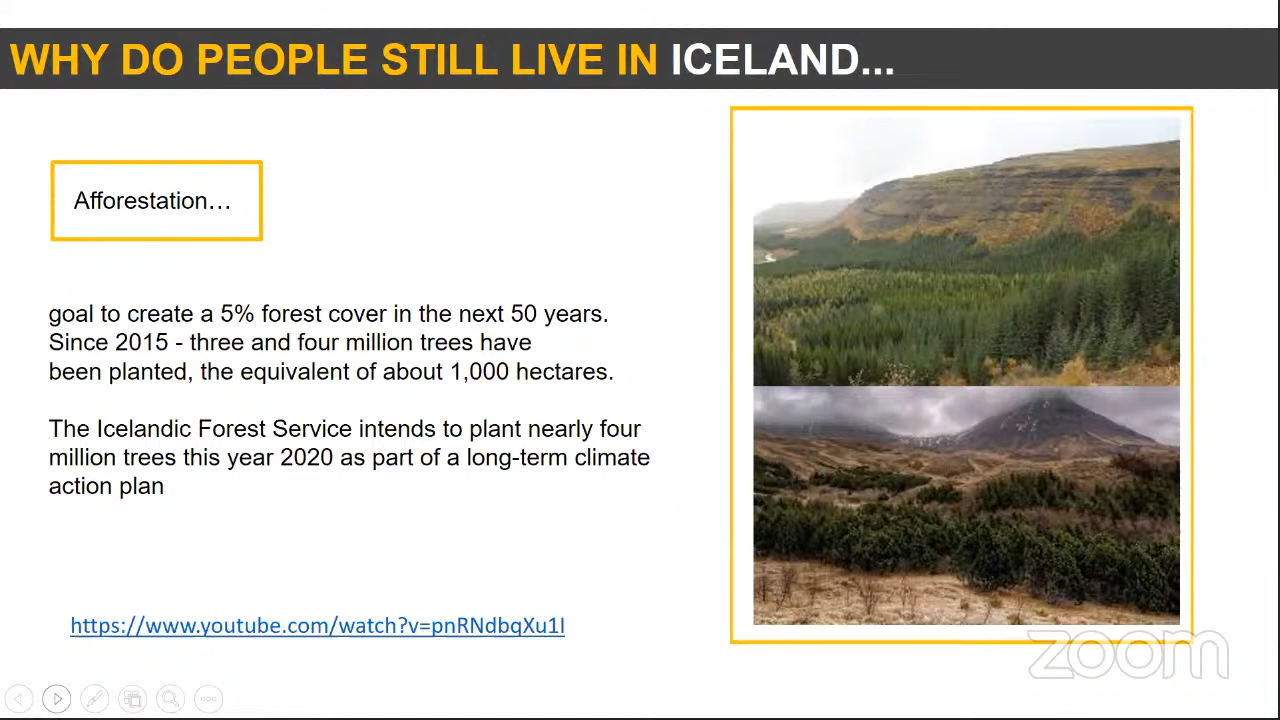 WHY DO PEOPLE STILL LIVE IN ICELAND...
Afforestation…
goal to create a 5% forest cover in the next 50 years.
Since 2015 - three and four million trees have
been planted, the equivalent of about 1,000 hectares.
The Icelandic Forest Service intends to plant nearly four
million trees this year 2020 as part of a long-term climate
action plan
https://www.youtube.com/watch?v=pnRNdbqXu1I
zoom